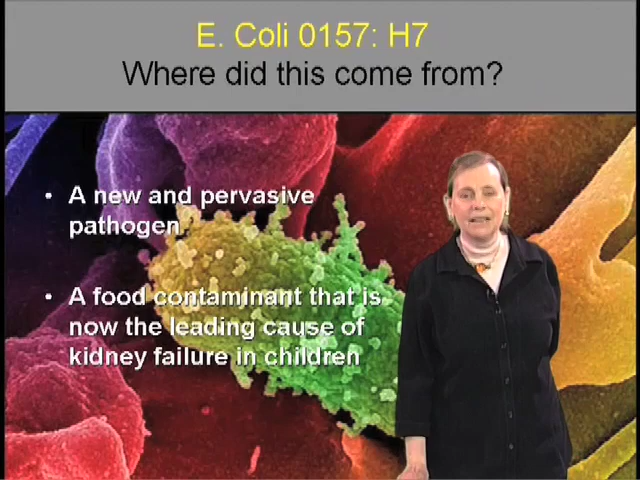 E. Coli 0157: H7
Where did this come from?
• A new and pervasive
pathogen.
• A food contaminant that is
now the leading cause of
kidney failure in children